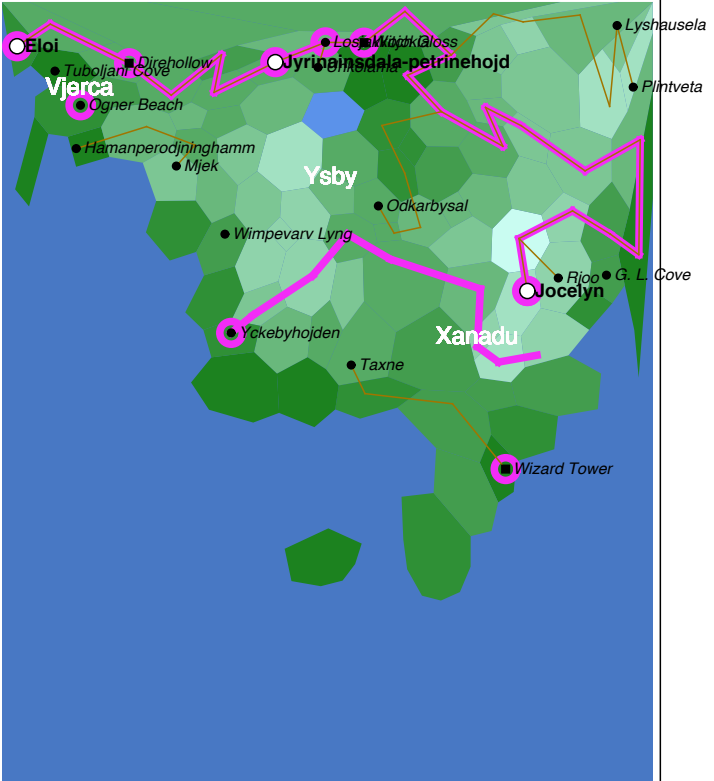 Lyshausela
Eloi
Direhollow
Jyrinainsdala-petrinehojd
Tuboljani Cove
Vjerca
Plintveta
Ogner Beach
Hamanperodjninghamm
Mjek
Ysby
Odkarbysal
Wimpevarv Lyng
Rjoo
G. L. Cove
Jocelyn
Yckebyhojden
Xanadu
Taxne
Wizard Tower